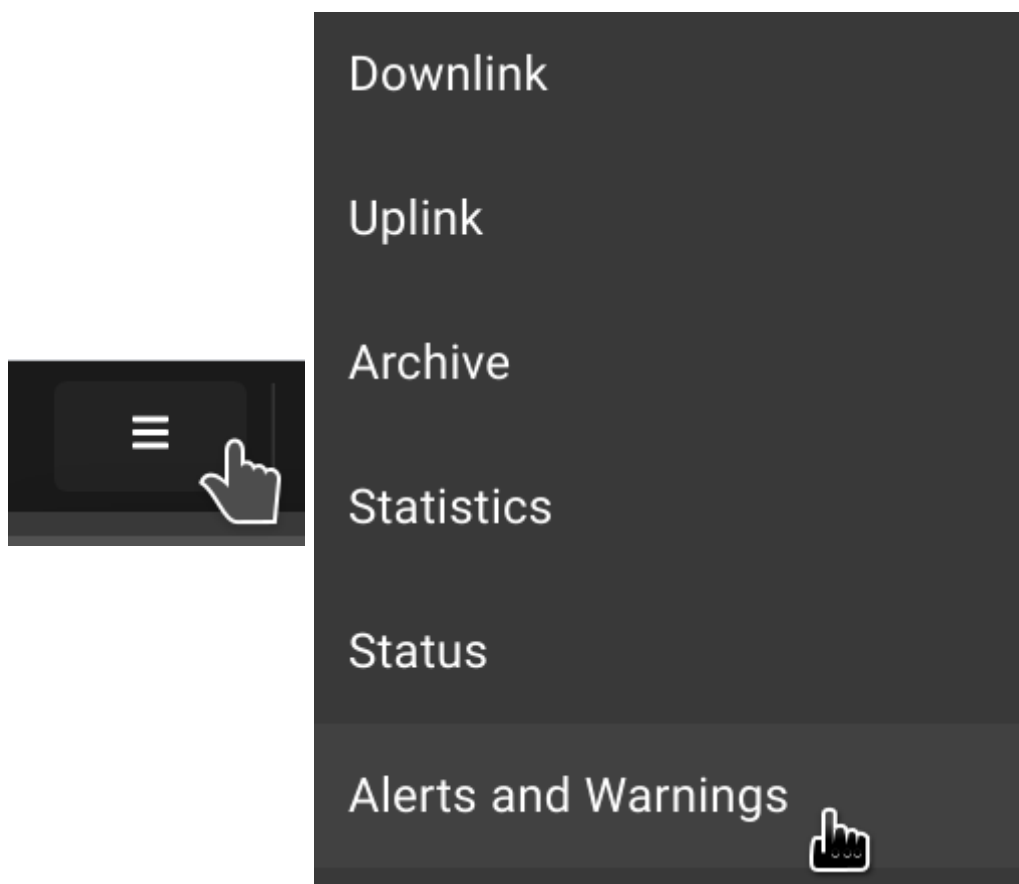 Downlink
Uplink
Archive
Statistics
Status
Alerts and Warnings